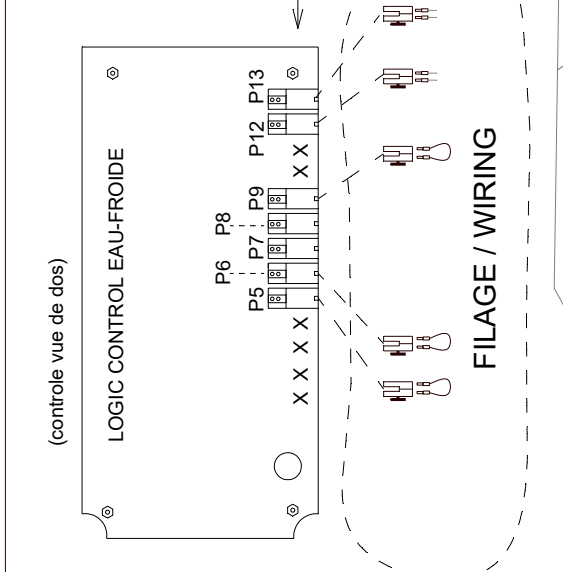 (controle vue de dos)
LOGIC CONTROL EAU-FROIDE
P5
P6
P7
P8
P9
P12
P13
X X X X
X X
FILAGE / WIRING